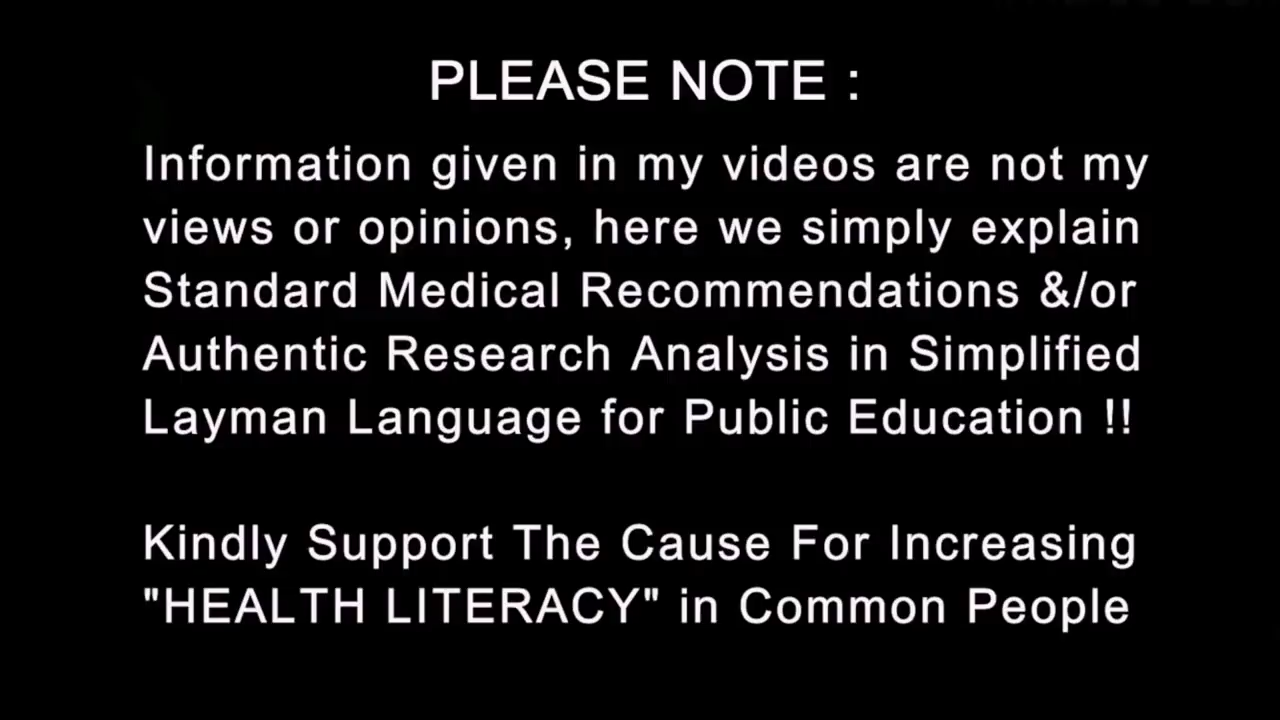 PLEASE NOTE :
Information given in my videos are not my
views or opinions, here we simply explain
Standard Medical Recommendations &/or
Authentic Research Analysis in Simplified
Layman Language for Public Education !!
Kindly Support The Cause For Increasing
"HEALTH LITERACY" in Common People